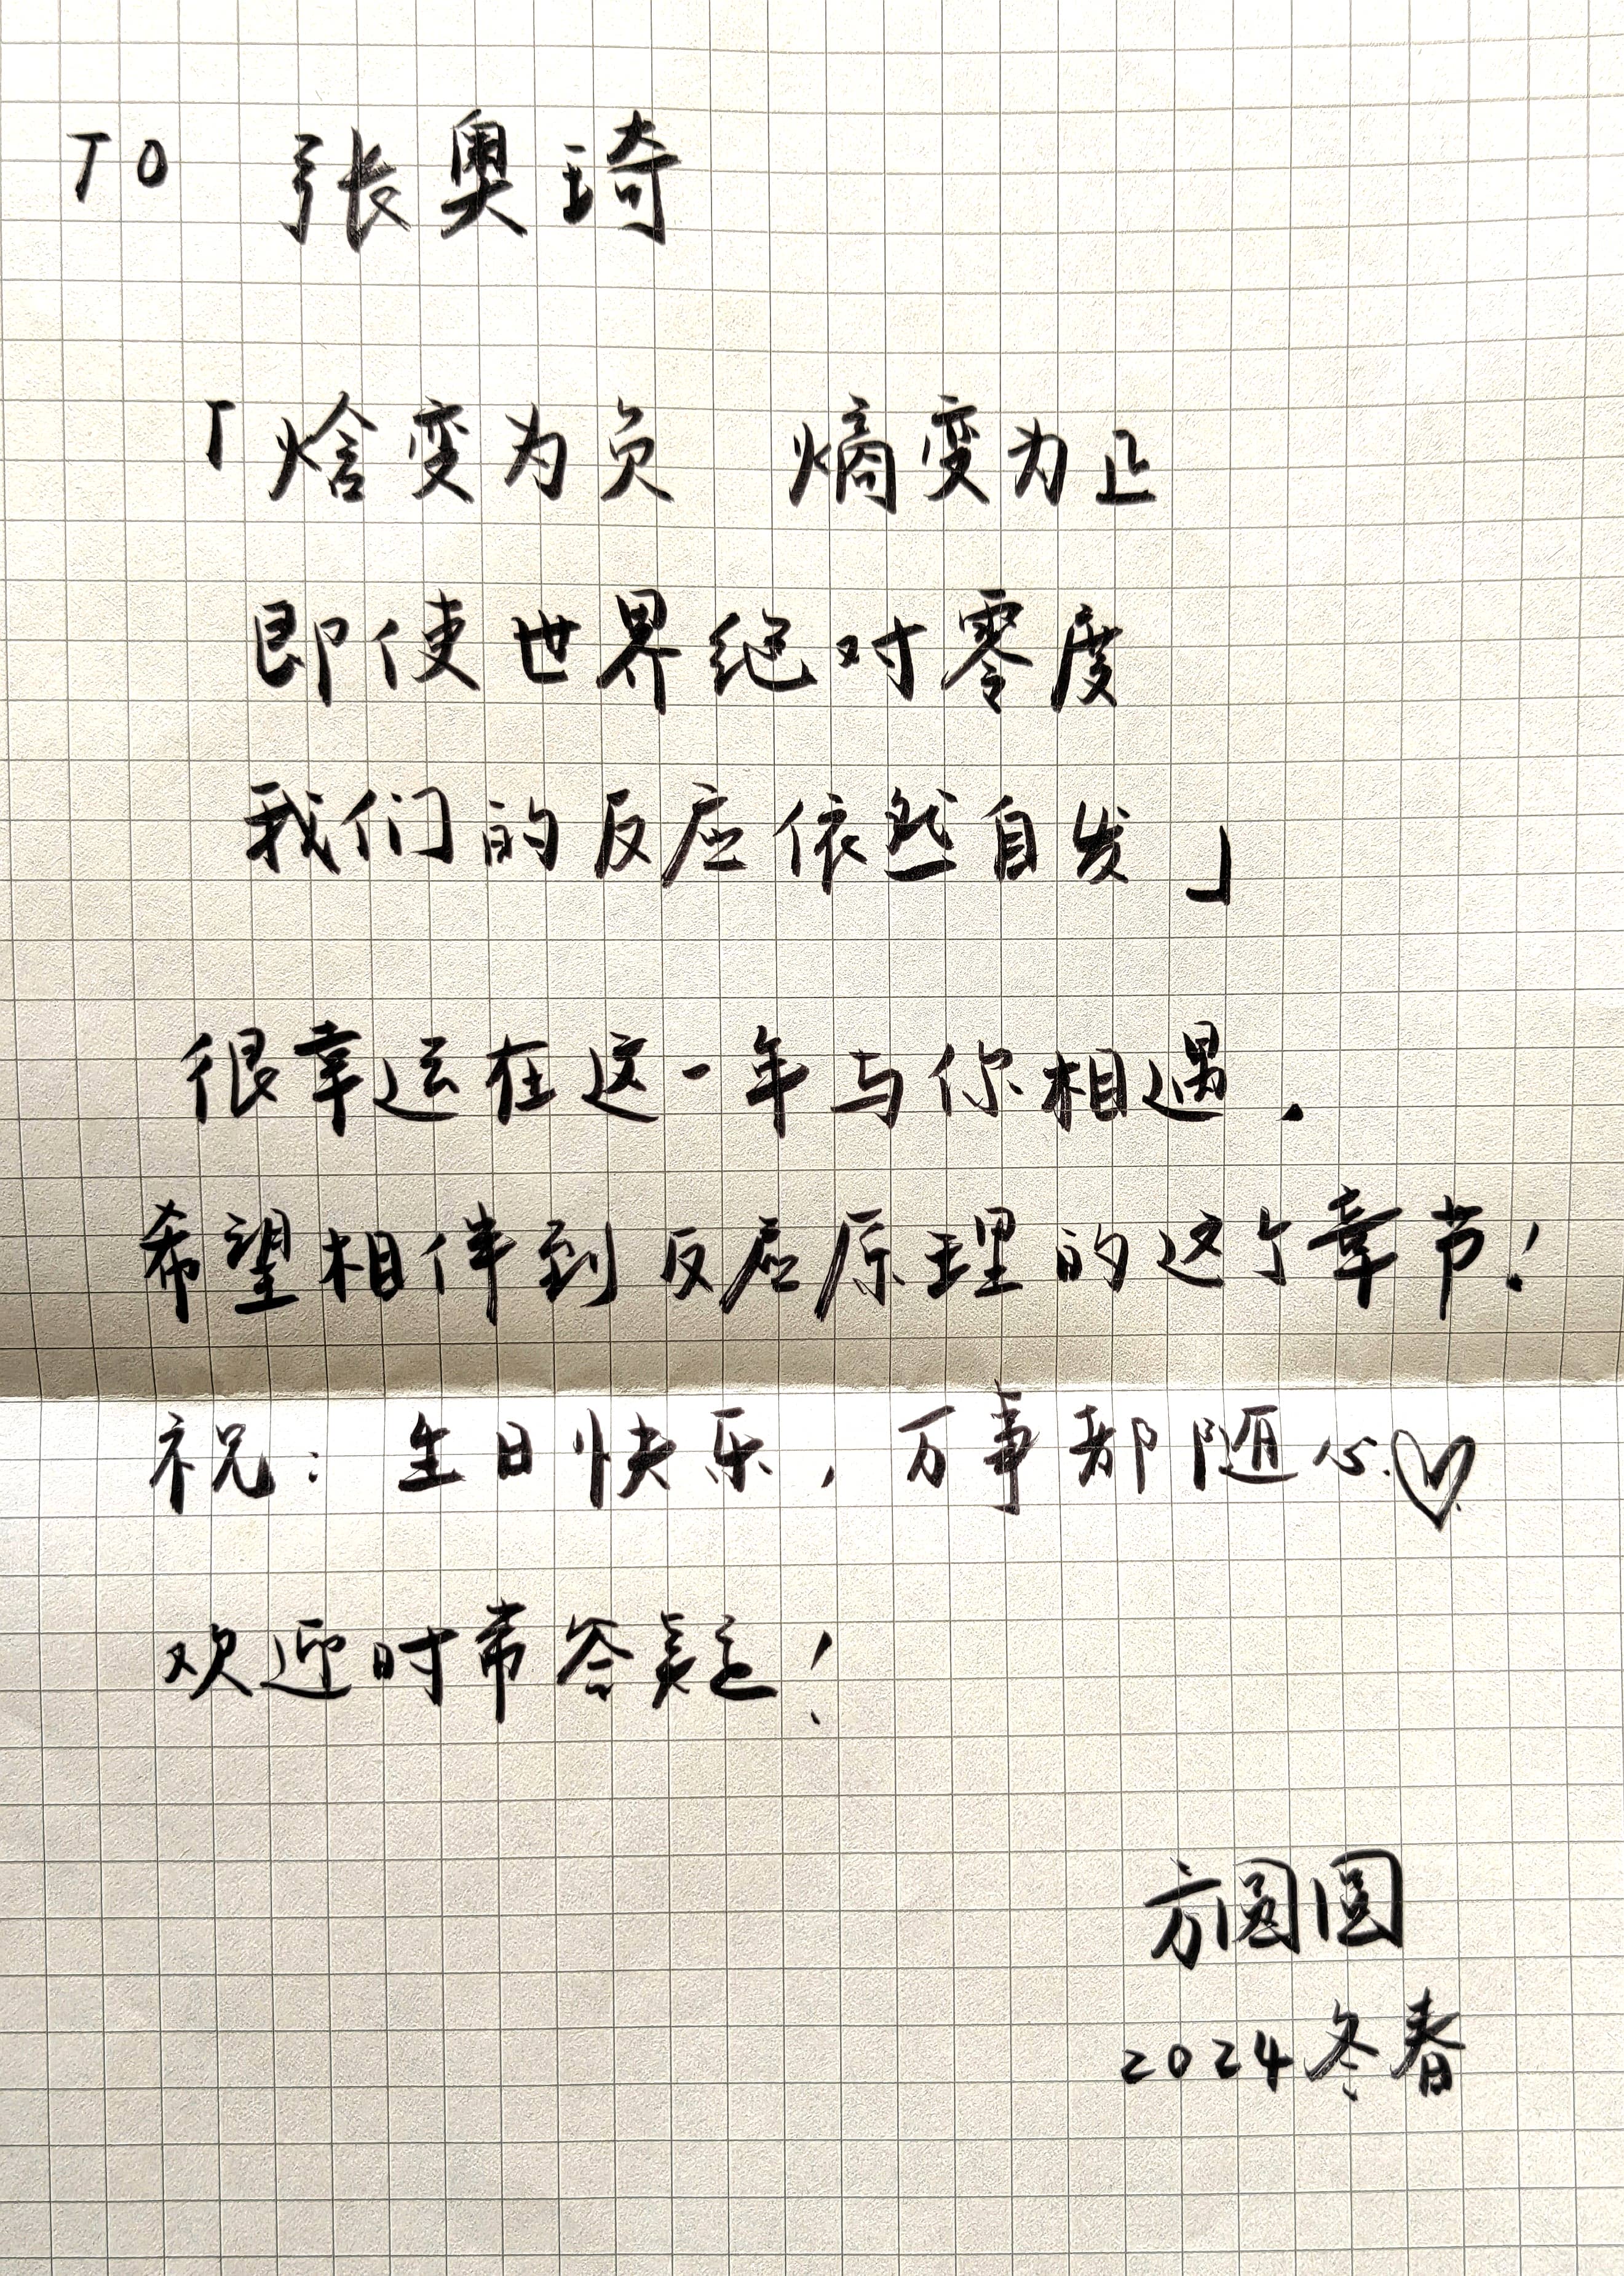 TO 张奥琦
「焓变为负 熵变为正
即使世界绝对零度
我们的反应依然自发」
很幸运在这一年与你相遇.
希望相伴到反应原理的这个章节!
祝: 生日快乐, 万事都随心♡
欢迎时常答疑!
方圆圆
2024冬春